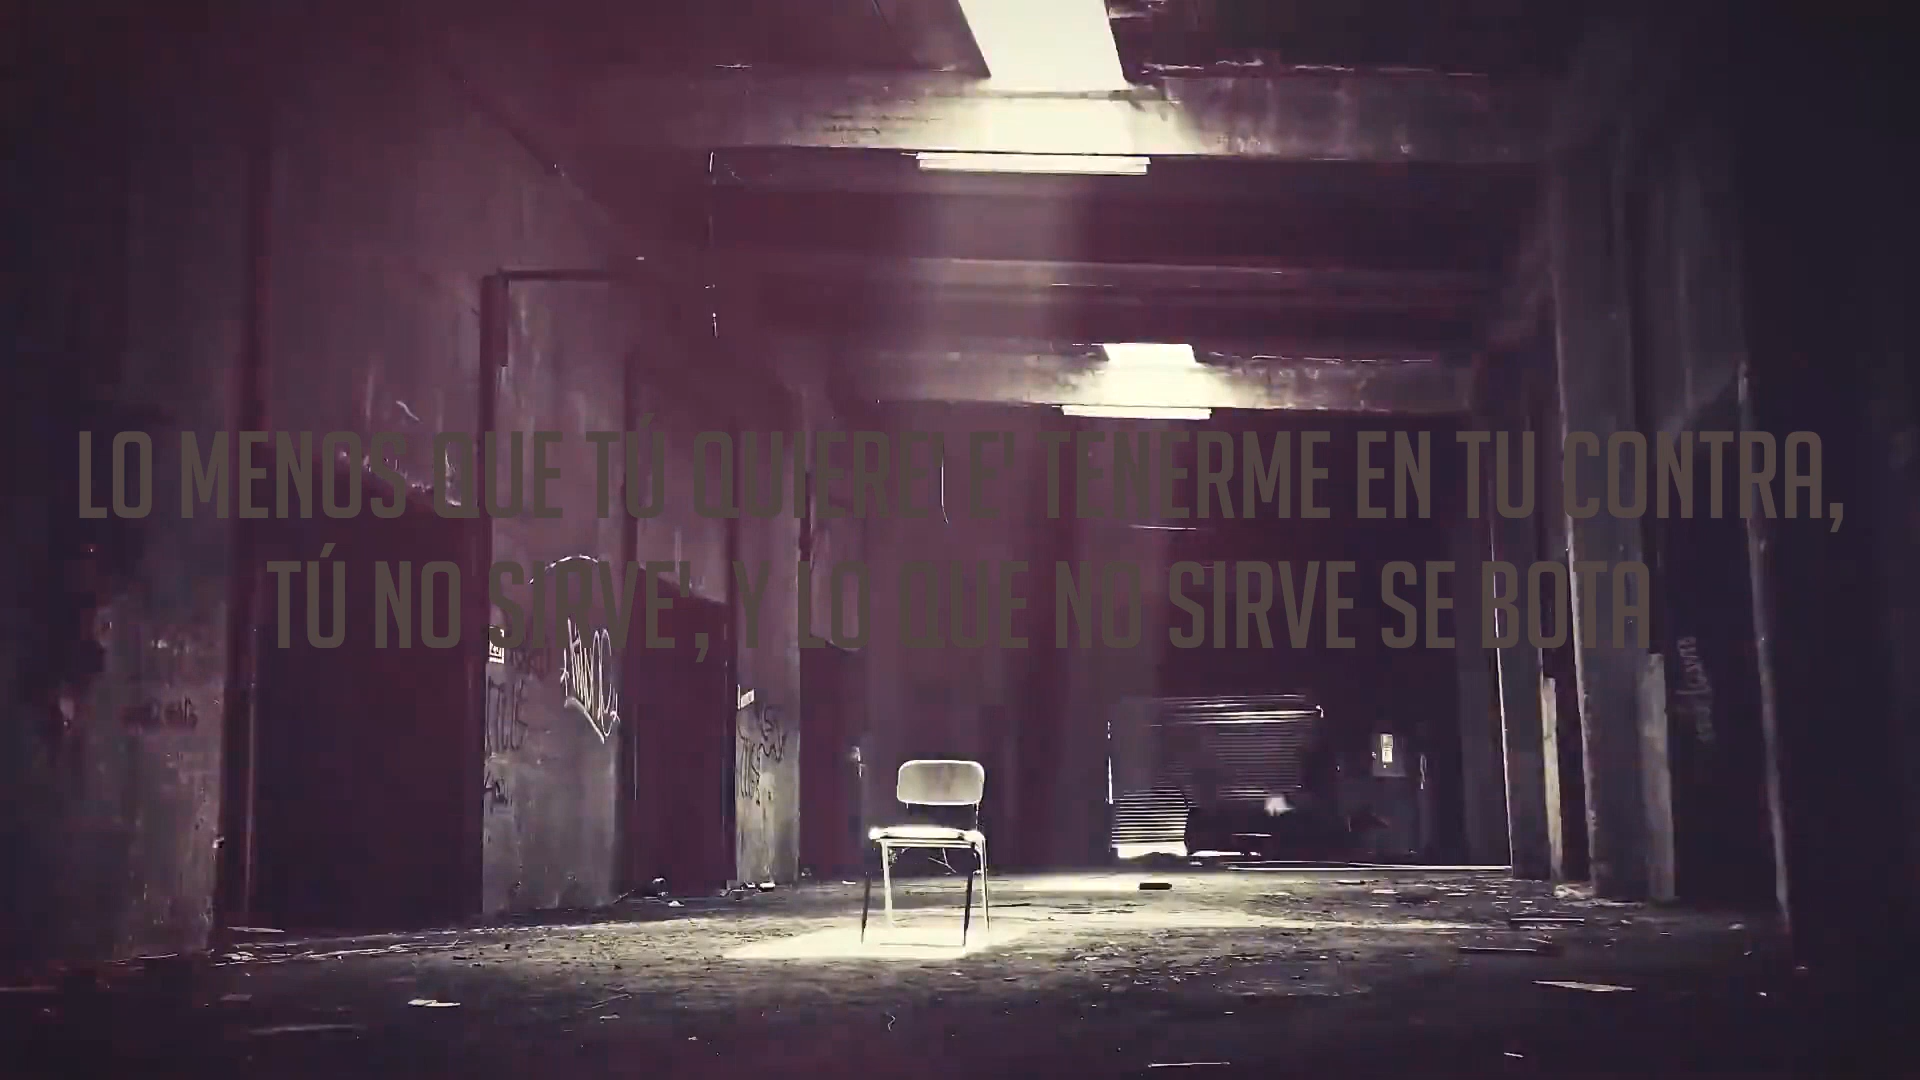 LO MENOS QUE TÚ QUIERE' E' TENERME EN TU CONTRA,
TÚ NO SIRVE', Y LO QUE NO SIRVE SE BOTA